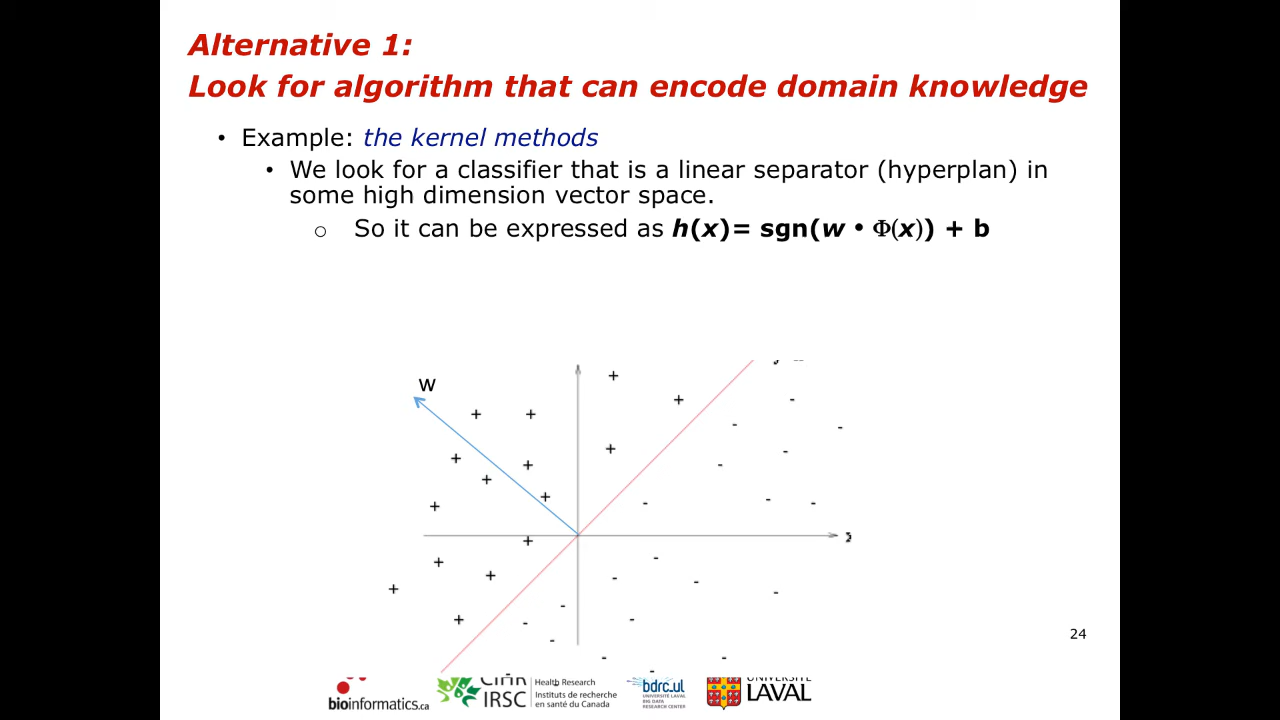 Alternative 1:
Look for algorithm that can encode domain knowledge
• Example: the kernel methods
• We look for a classifier that is a linear separator (hyperplan) in
some high dimension vector space.
o So it can be expressed as h(x)= sgn(w • Φ(x)) + b
w
24
bioinformatics.ca
IRSC
Health Research
Instituts de recherche
en santé du Canada
bdrc.ul
UNIVERSITÉ LAVAL
BIG DATA
RESEARCH CENTER
UNIVERSITÉ
LAVAL